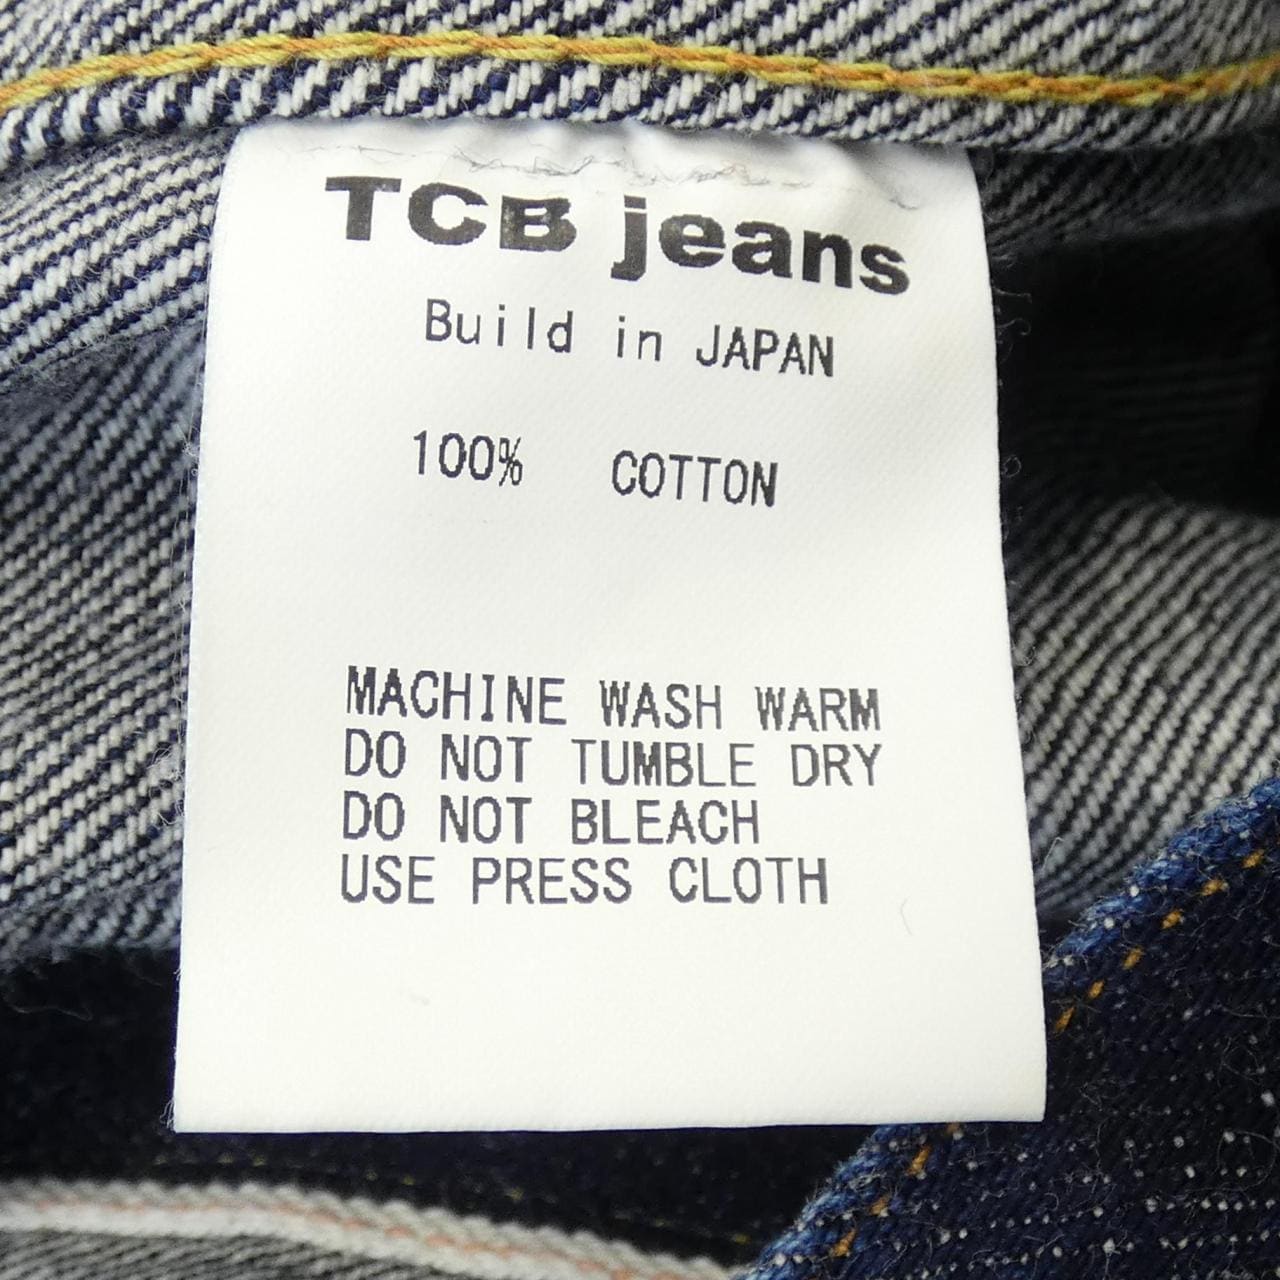 TCB jeans
Build in JAPAN
100% COTTON
MACHINE WASH WARM
DO NOT TUMBLE DRY
DO NOT BLEACH
USE PRESS CLOTH